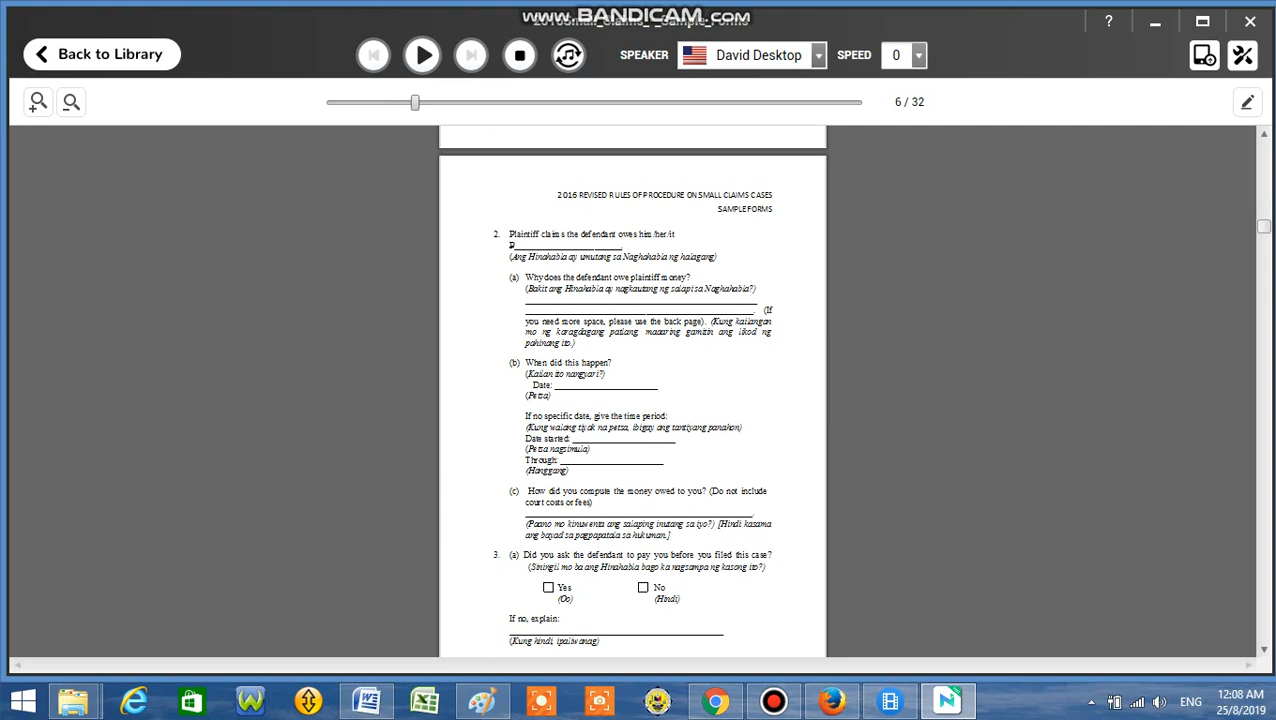 www.BANDICAM.com
Back to Library
SPEAKER
David Desktop
SPEED
0
6 / 32
2016 REVISED RULES OF PROCEDURE ON SMALL CLAIMS CASES
SAMPLE FORMS
2. Plaintiff claims the defendant owes him/her/it
₱____________________.
(Ang Hinahabla ay umutang sa Naghahabla ng halagang)
(a) Why does the defendant owe plaintiff money?
(Bakit ang Hinahabla ay nagkautang ng salapi sa Naghahabla?)
____________________
____________________. (If
you need more space, please use the back page). (Kung kailangan
mo ng karagdagang patlang, maaaring gamitin ang likod ng
pahinang ito.)
(b) When did this happen?
(Kailan ito nangyari?)
Date: ____________________
(Petsa)
If no specific date, give the time period:
(Kung walang tiyak na petsa, ibigay ang tantiyang panahon)
Date started: ____________________
(Petsa nagsimula)
Through: ____________________
(Hanggang)
(c) How did you compute the money owed to you? (Do not include
court costs or fees)
____________________.
(Paano mo kinuwenta ang salaping inutang sa iyo?) [Hindi kasama
ang bayad sa pagpapatala sa hukuman.]
3. (a) Did you ask the defendant to pay you before you filed this case?
(Siningil mo ba ang Hinahabla bago ka nagsampa ng kasong ito?)
Yes No
(Oo) (Hindi)
If no, explain:
____________________
(Kung hindi, ipaliwanag)
ENG
12:08 AM
25/8/2019